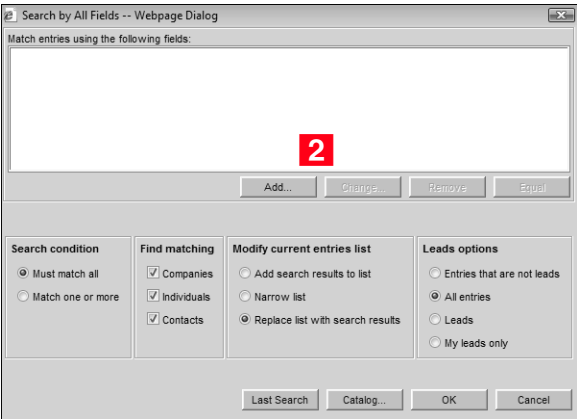 Search by All Fields -- Webpage Dialog
Match entries using the following fields:
2
Add... Change... Remove Equal
Search condition
Must match all
Match one or more
Find matching
Companies
Individuals
Contacts
Modify current entries list
Add search results to list
Narrow list
Replace list with search results
Leads options
Entries that are not leads
All entries
Leads
My leads only
Last Search Catalog... OK Cancel